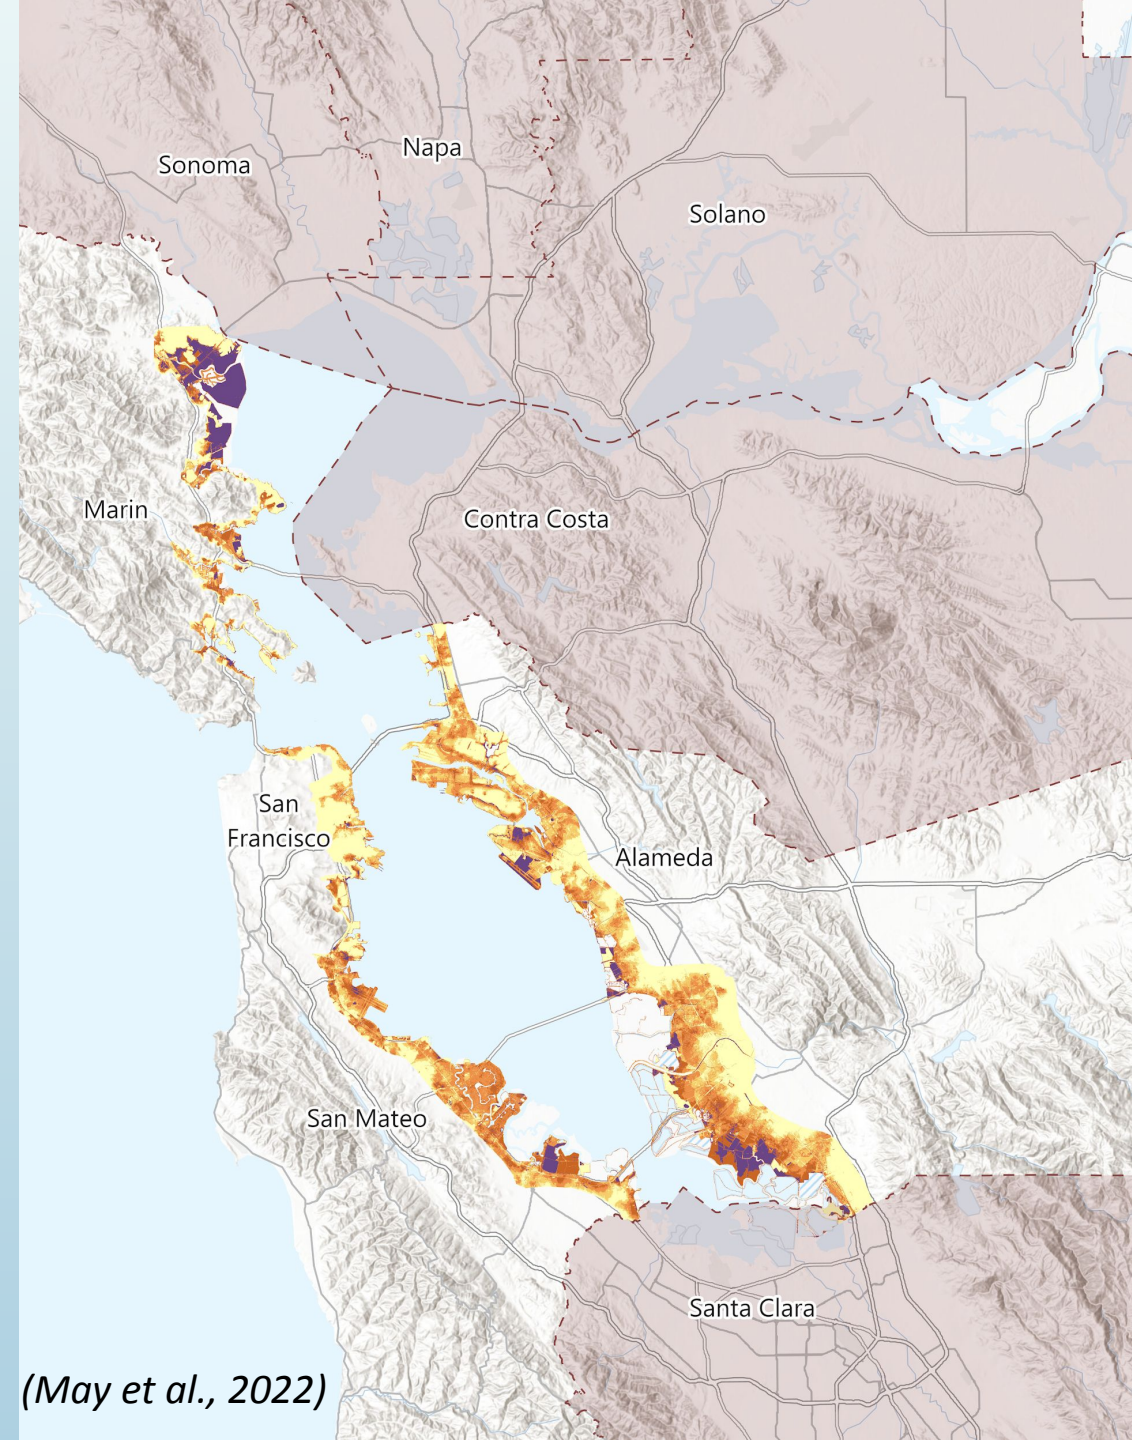 Napa
Sonoma
Solano
Marin
Contra Costa
San
Francisco
Alameda
San Mateo
Santa Clara
(May et al., 2022)